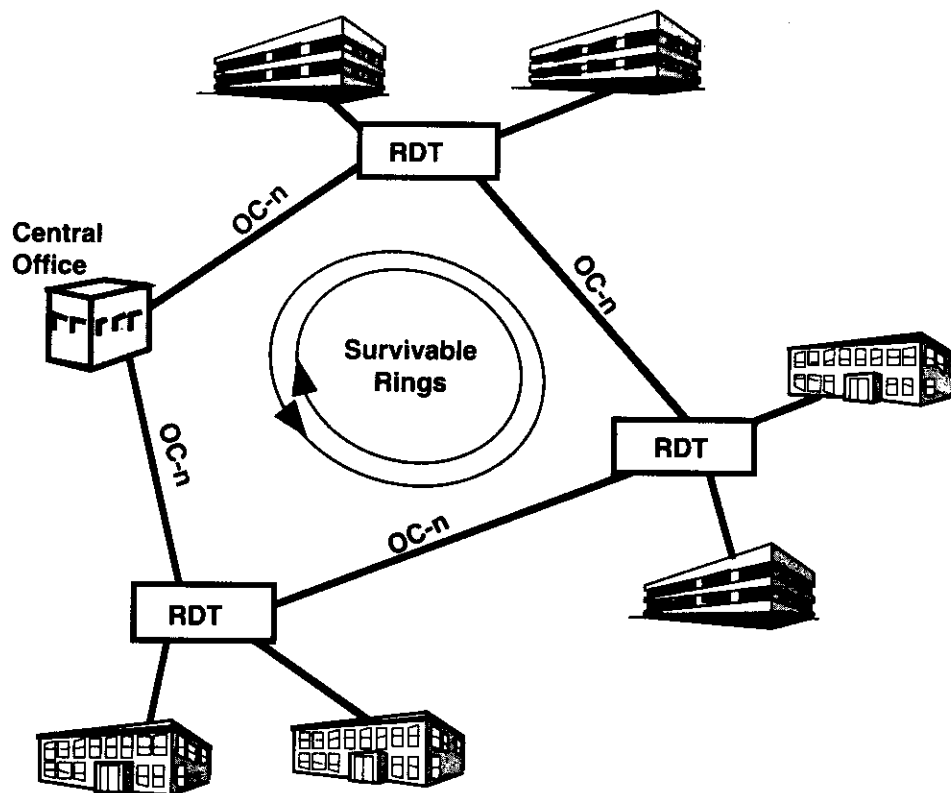 RDT
OC-n
Central
Office
OC-n
Survivable
Rings
RDT
OC-n
OC-n
RDT